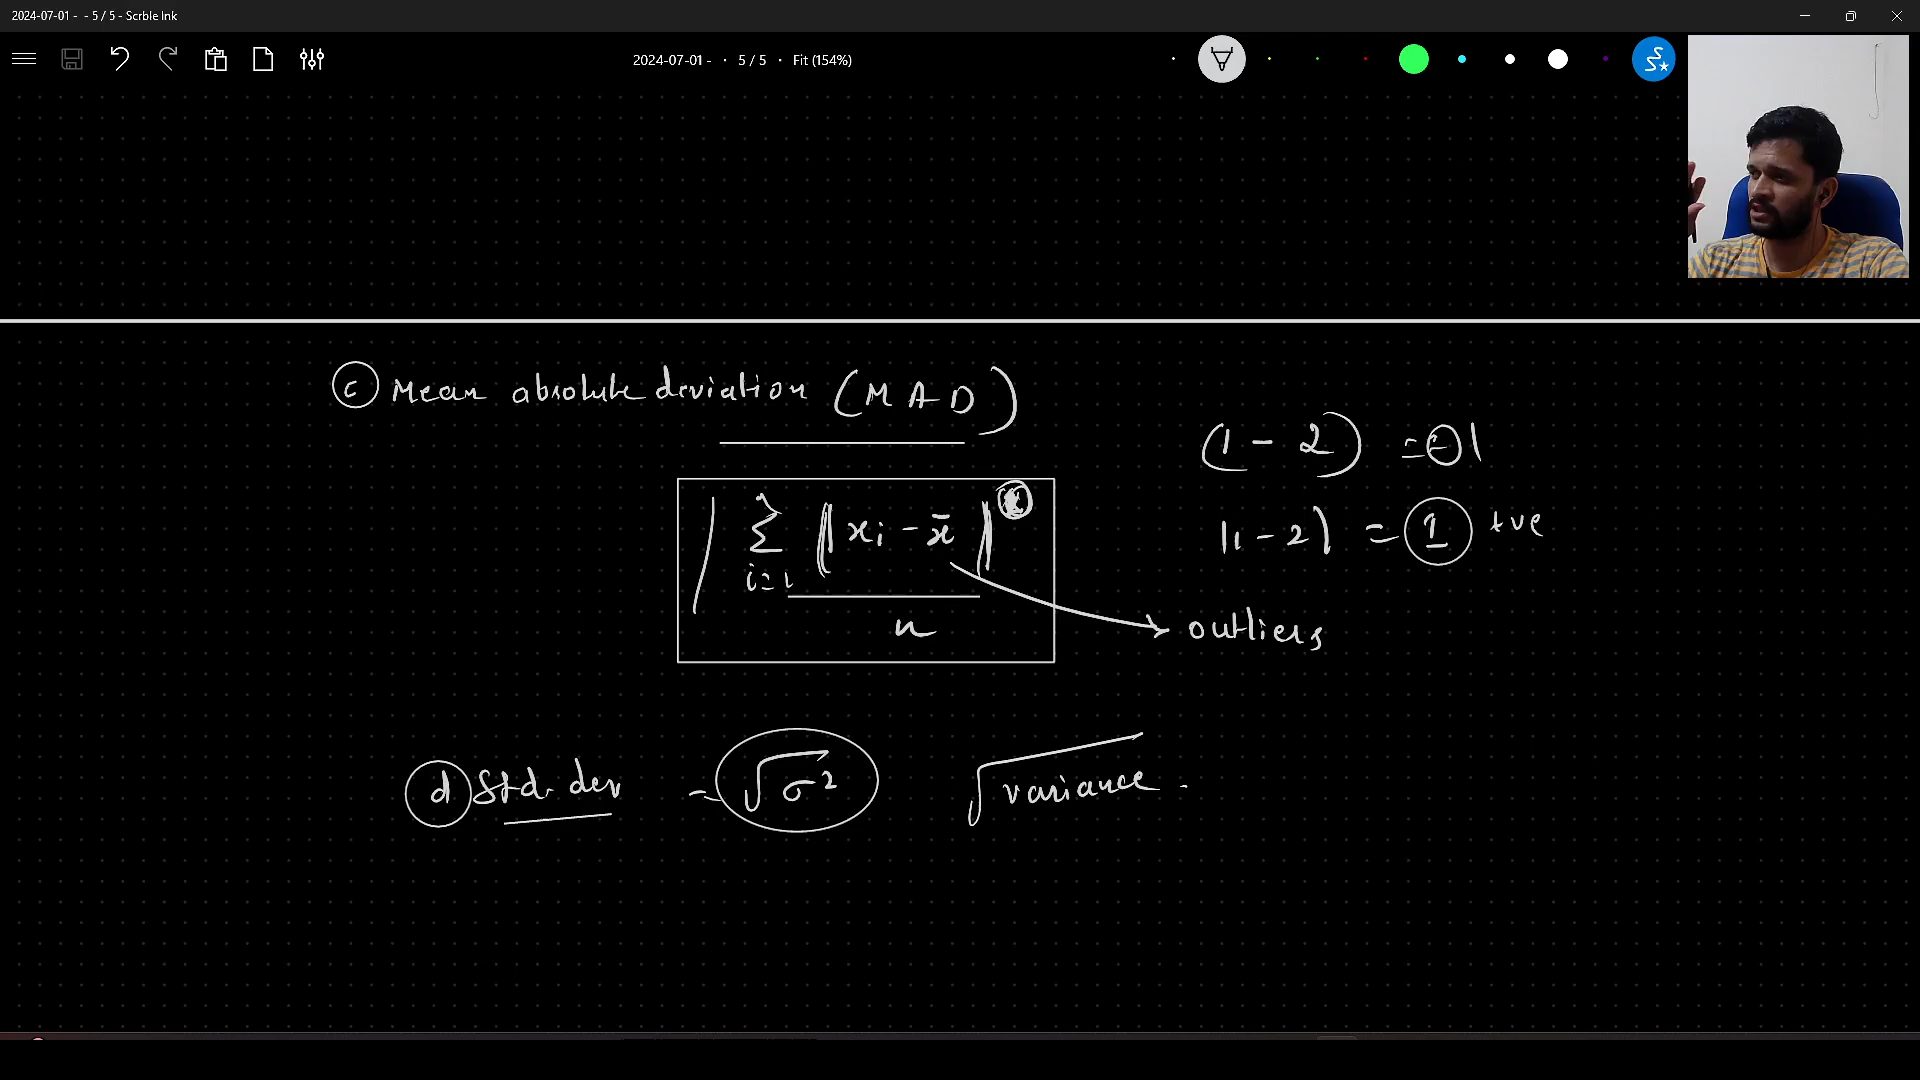 2024-07-01 - - 5 / 5 - Scrble Ink
2024-07-01 - • 5 / 5 • Fit (154%)
c Mean absolute deviation (MAD)
(1 - 2) = -1
|1 - 2| = 1 +ve
∑ |xi - x̄|
i=1
n
outliers
d Std. dev = √σ² √variance